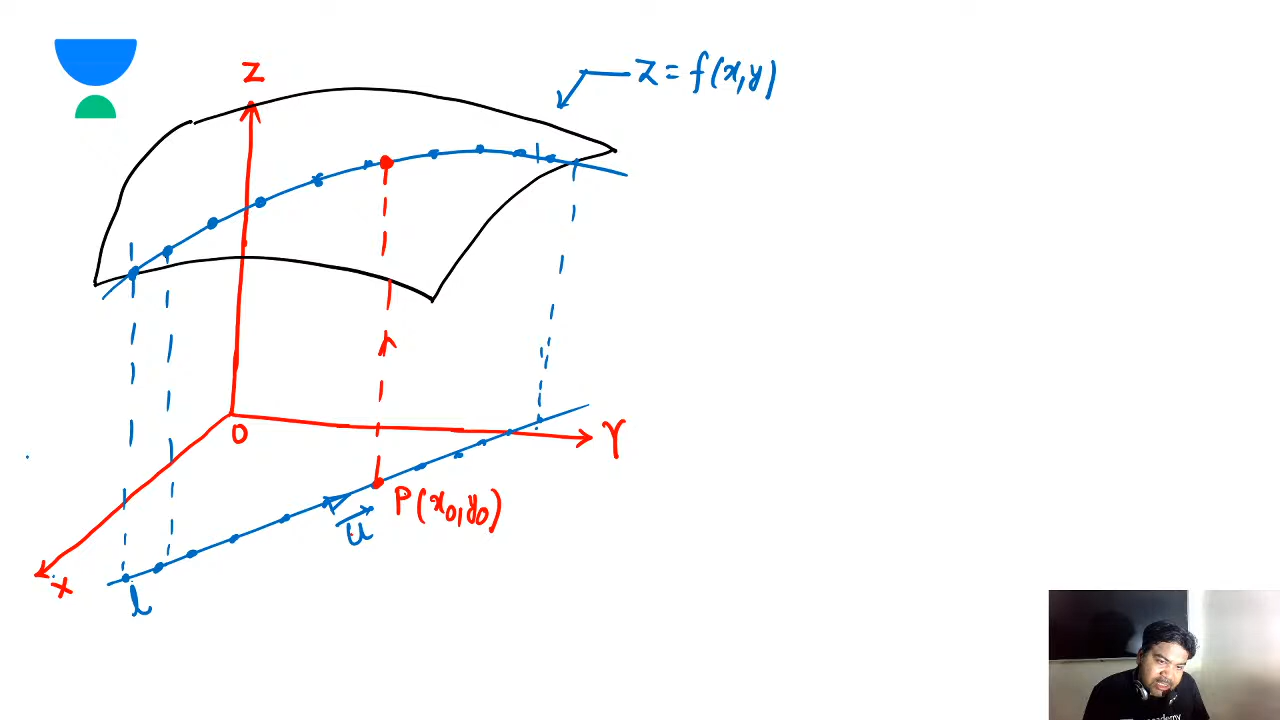 Z
Z = f(x,y)
O
Y
P(x₀,y₀)
u⃗
X
l